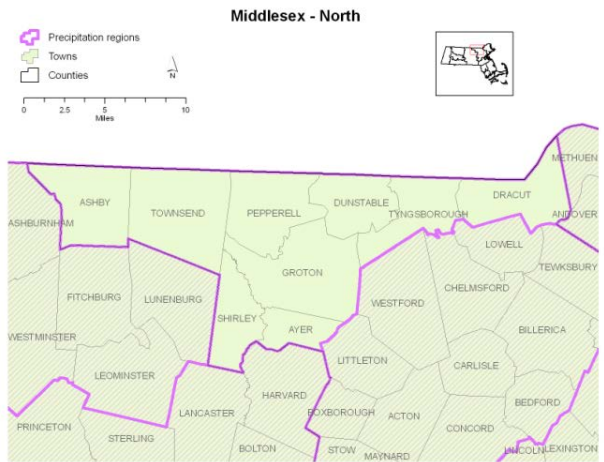 Middlesex - North
Precipitation regions
Towns
Counties
N
0 2.5 5 10
Miles
METHUEN
ASHBY
DRACUT
DUNSTABLE
TOWNSEND
PEPPERELL
TYNGSBOROUGH
ANDOVER
ASHBURNHAM
LOWELL
TEWKSBURY
GROTON
CHELMSFORD
FITCHBURG
LUNENBURG
WESTFORD
SHIRLEY
AYER
BILLERICA
WESTMINSTER
LITTLETON
CARLISLE
LEOMINSTER
HARVARD
BEDFORD
LANCASTER
BOXBOROUGH
ACTON
PRINCETON
CONCORD
STERLING
BOLTON
STOW
MAYNARD
LINCOLN
LEXINGTON